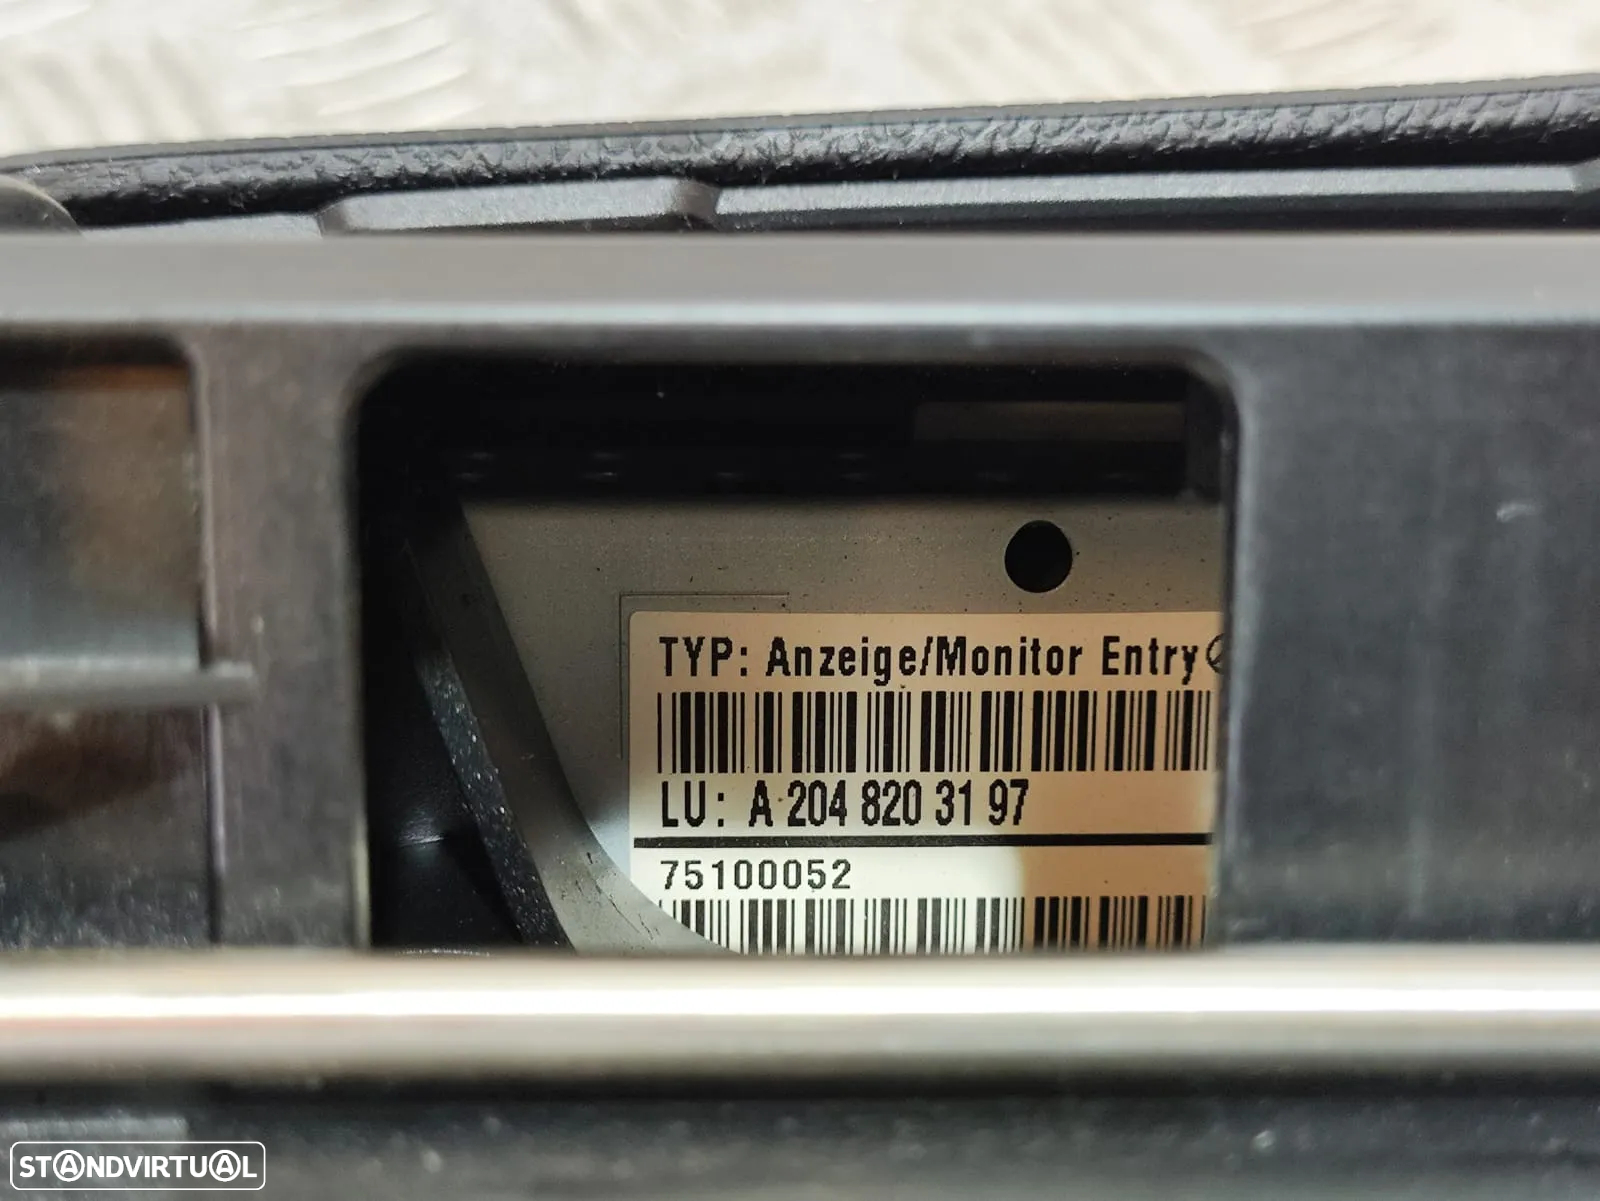 TYP: Anzeige/Monitor Entry
LU: A 204 820 31 97
75100052
STANDVIRTUAL